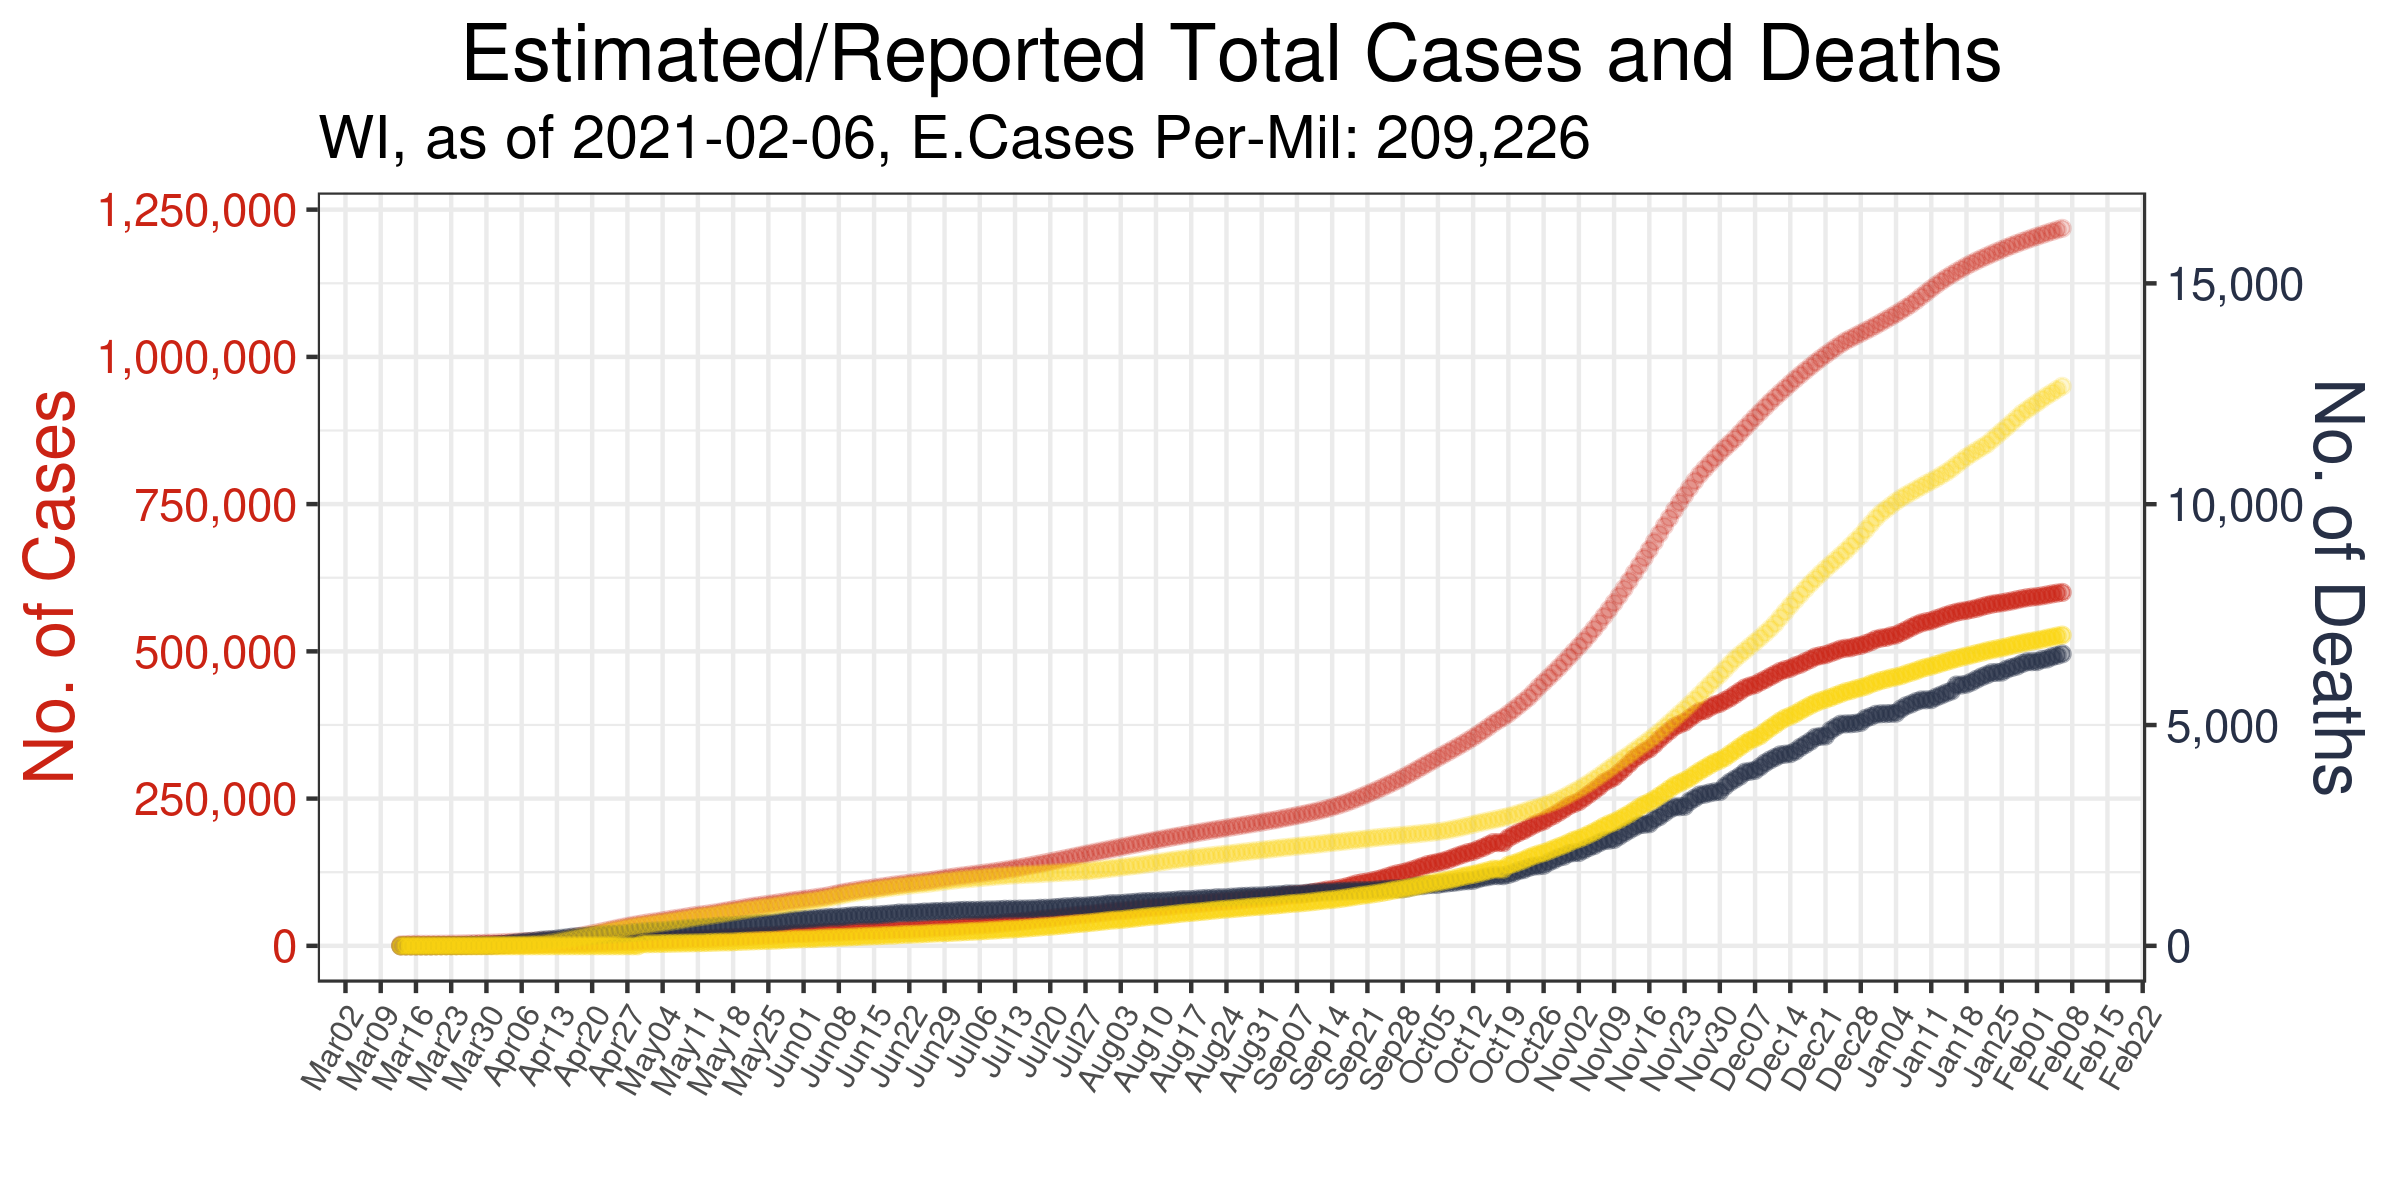 Estimated/Reported Total Cases and Deaths
WI, as of 2021-02-06, E.Cases Per-Mil: 209,226
No. of Cases
1,250,000
1,000,000
750,000
500,000
250,000
0
15,000
10,000
5,000
0
No. of Deaths
Mar02
Mar09
Mar16
Mar23
Mar30
Apr06
Apr13
Apr20
Apr27
May04
May11
May18
May25
Jun01
Jun08
Jun15
Jun22
Jun29
Jul06
Jul13
Jul20
Jul27
Aug03
Aug10
Aug17
Aug24
Aug31
Sep07
Sep14
Sep21
Sep28
Oct05
Oct12
Oct19
Oct26
Nov02
Nov09
Nov16
Nov23
Nov30
Dec07
Dec14
Dec21
Dec28
Jan04
Jan11
Jan18
Jan25
Feb01
Feb08
Feb15
Feb22